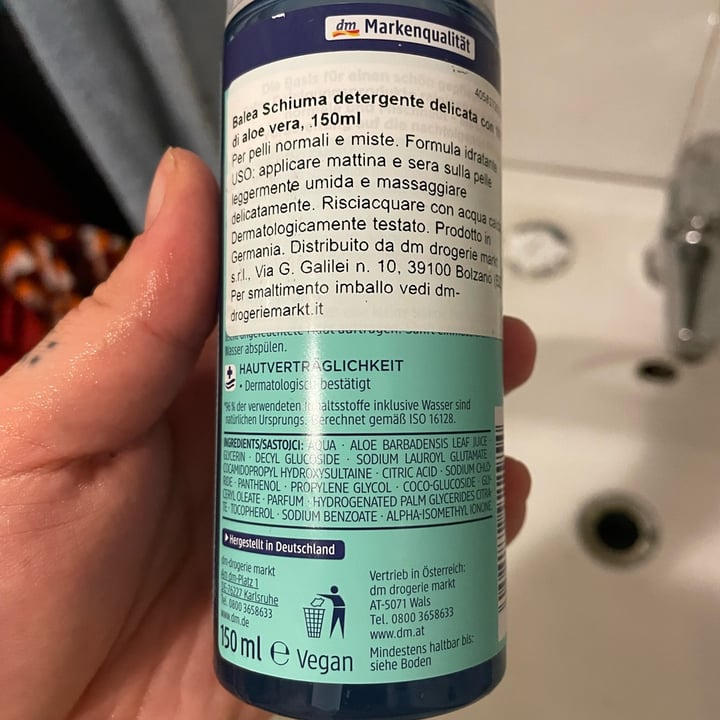 dm Markenqualität
Balea Schiuma detergente delicata con
di aloe vera, 150ml
Per pelli normali e miste. Formula idratante
USO: applicare mattina e sera sulla pelle
leggermente umida e massaggiare
delicatamente. Risciacquare con acqua
Dermatologicamente testato. Prodotto in
Germania. Distribuito da dm drogerie markt
s.r.l., Via G. Galilei n. 10, 39100 Bolzano
Per smaltimento imballo vedi dm-
drogeriemarkt.it
Wasser abspülen.
HAUTVERTRÄGLICHKEIT
• Dermatologisch bestätigt
*96 % der verwendeten Inhaltsstoffe inklusive Wasser sind
natürlichen Ursprungs. Berechnet gemäß ISO 16128.
INGREDIENTS/SASTOJCI: AQUA · ALOE BARBADENSIS LEAF JUICE
GLYCERIN · DECYL GLUCOSIDE · SODIUM LAUROYL GLUTAMATE
COCAMIDOPROPYL HYDROXYSULTAINE · CITRIC ACID · SODIUM CHLO-
RIDE · PANTHENOL · PROPYLENE GLYCOL · COCO-GLUCOSIDE · GLY-
CERYL OLEATE · PARFUM · HYDROGENATED PALM GLYCERIDES CITRA-
TE · TOCOPHEROL · SODIUM BENZOATE · ALPHA-ISOMETHYL IONONE.
Hergestellt in Deutschland
dm-drogerie markt
Am dm-Platz 1
DE-76227 Karlsruhe
Tel. 0800 3658633
www.dm.de
150 ml ℮ Vegan
Vertrieb in Österreich:
dm drogerie markt
AT-5071 Wals
Tel. 0800 3658633
www.dm.at
Mindestens haltbar bis:
siehe Boden